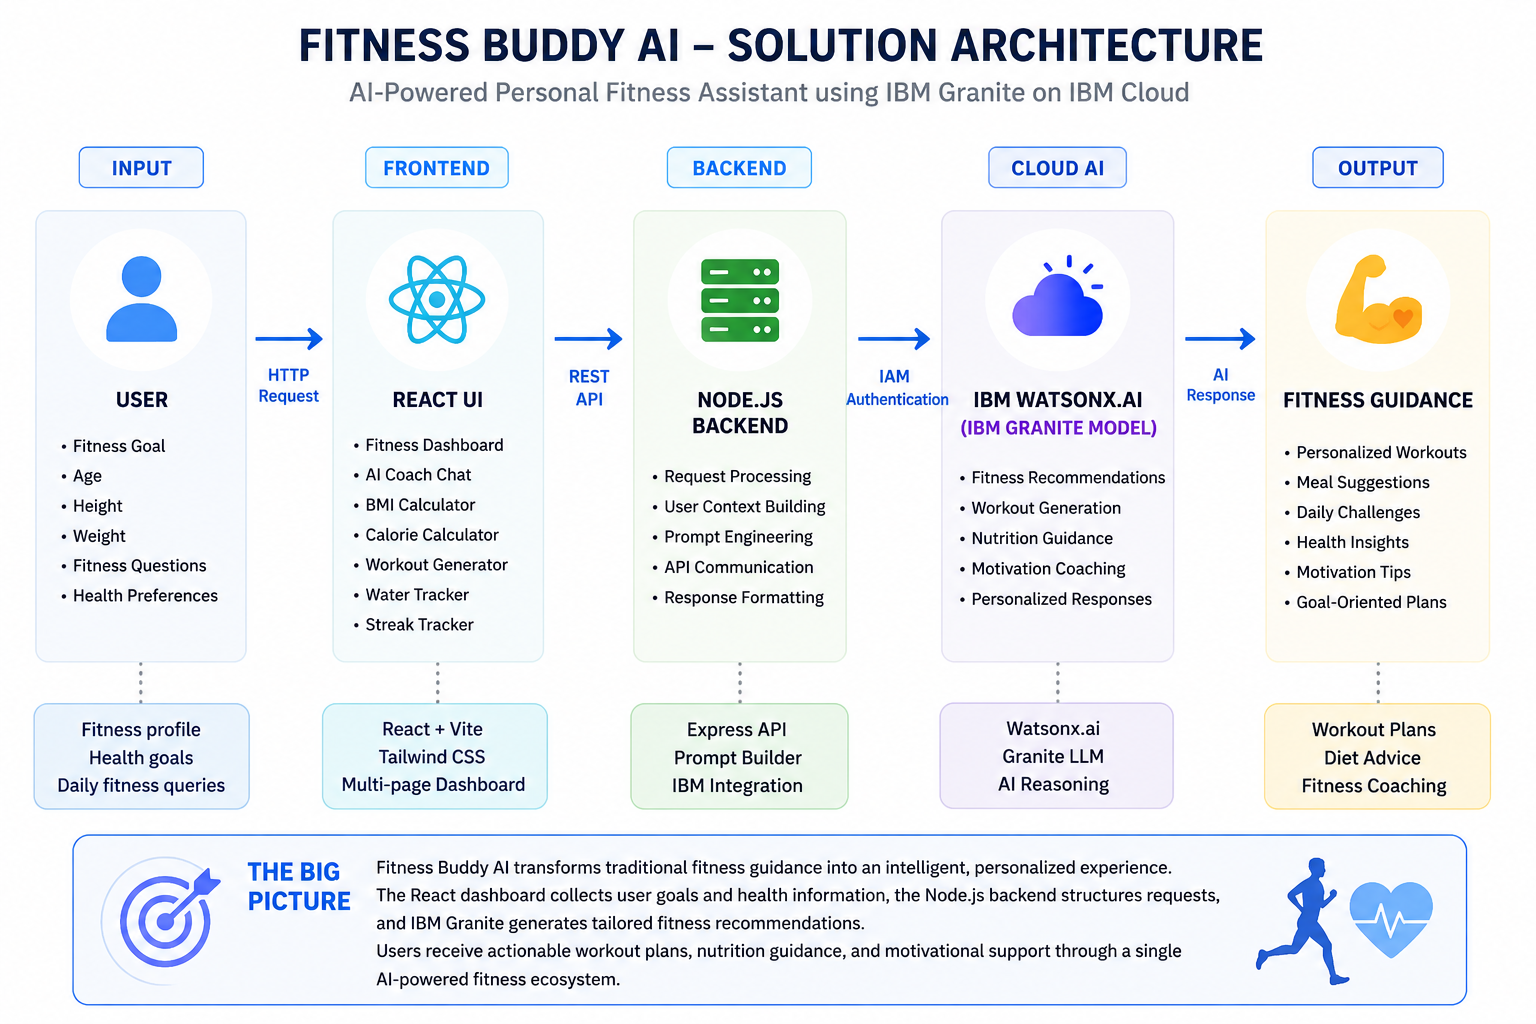 FITNESS BUDDY AI – SOLUTION ARCHITECTURE
AI-Powered Personal Fitness Assistant using IBM Granite on IBM Cloud
INPUT
FRONTEND
BACKEND
CLOUD AI
OUTPUT
USER
• Fitness Goal
• Age
• Height
• Weight
• Fitness Questions
• Health Preferences
HTTP
Request
REACT UI
• Fitness Dashboard
• AI Coach Chat
• BMI Calculator
• Calorie Calculator
• Workout Generator
• Water Tracker
• Streak Tracker
REST
API
NODE.JS
BACKEND
• Request Processing
• User Context Building
• Prompt Engineering
• API Communication
• Response Formatting
IAM
Authentication
IBM WATSONX.AI
(IBM GRANITE MODEL)
• Fitness Recommendations
• Workout Generation
• Nutrition Guidance
• Motivation Coaching
• Personalized Responses
AI
Response
FITNESS GUIDANCE
• Personalized Workouts
• Meal Suggestions
• Daily Challenges
• Health Insights
• Motivation Tips
• Goal-Oriented Plans
Fitness profile
Health goals
Daily fitness queries
React + Vite
Tailwind CSS
Multi-page Dashboard
Express API
Prompt Builder
IBM Integration
Watsonx.ai
Granite LLM
AI Reasoning
Workout Plans
Diet Advice
Fitness Coaching
THE BIG
PICTURE
Fitness Buddy AI transforms traditional fitness guidance into an intelligent, personalized experience.
The React dashboard collects user goals and health information, the Node.js backend structures requests,
and IBM Granite generates tailored fitness recommendations.
Users receive actionable workout plans, nutrition guidance, and motivational support through a single
AI-powered fitness ecosystem.